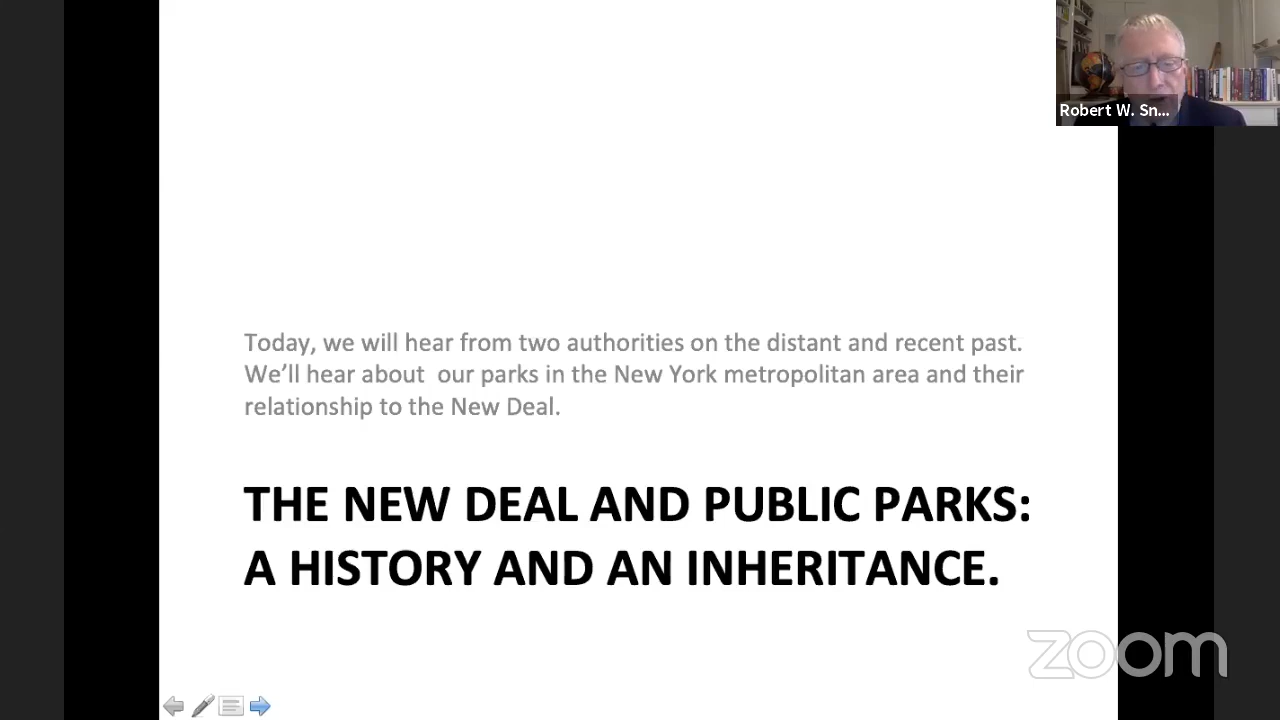 Robert W. Sn...
Today, we will hear from two authorities on the distant and recent past.
We’ll hear about  our parks in the New York metropolitan area and their
relationship to the New Deal.
THE NEW DEAL AND PUBLIC PARKS:
A HISTORY AND AN INHERITANCE.
zoom